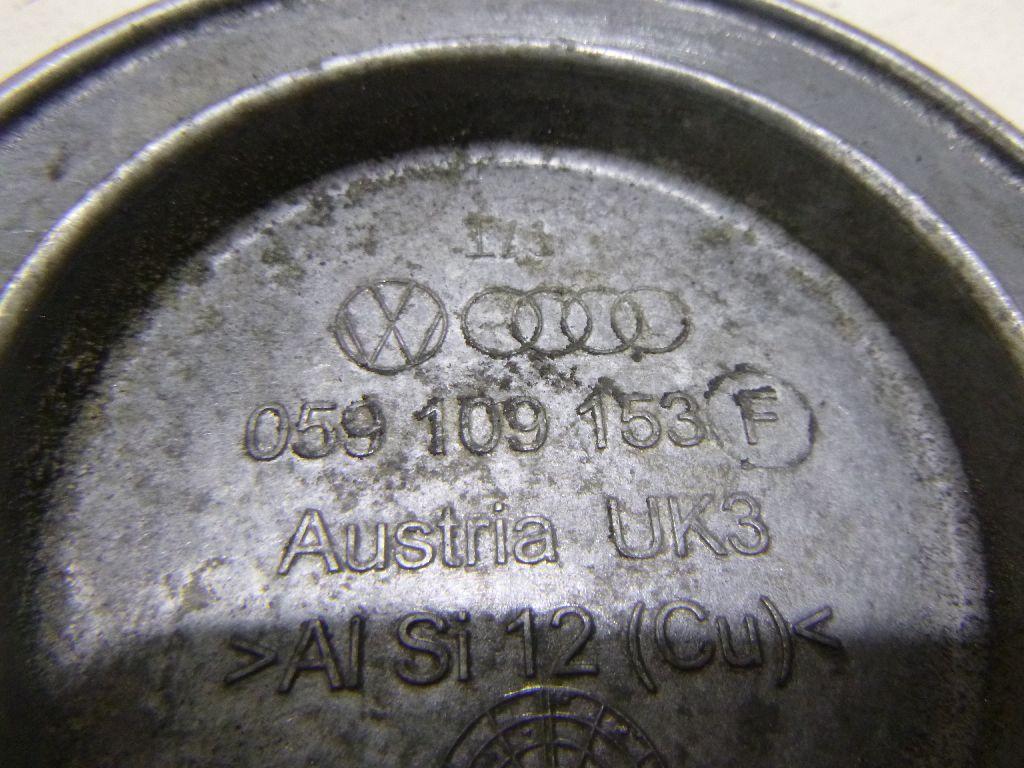 059 109 153 F
Austria UK3
>Al Si 12 (Cu)<